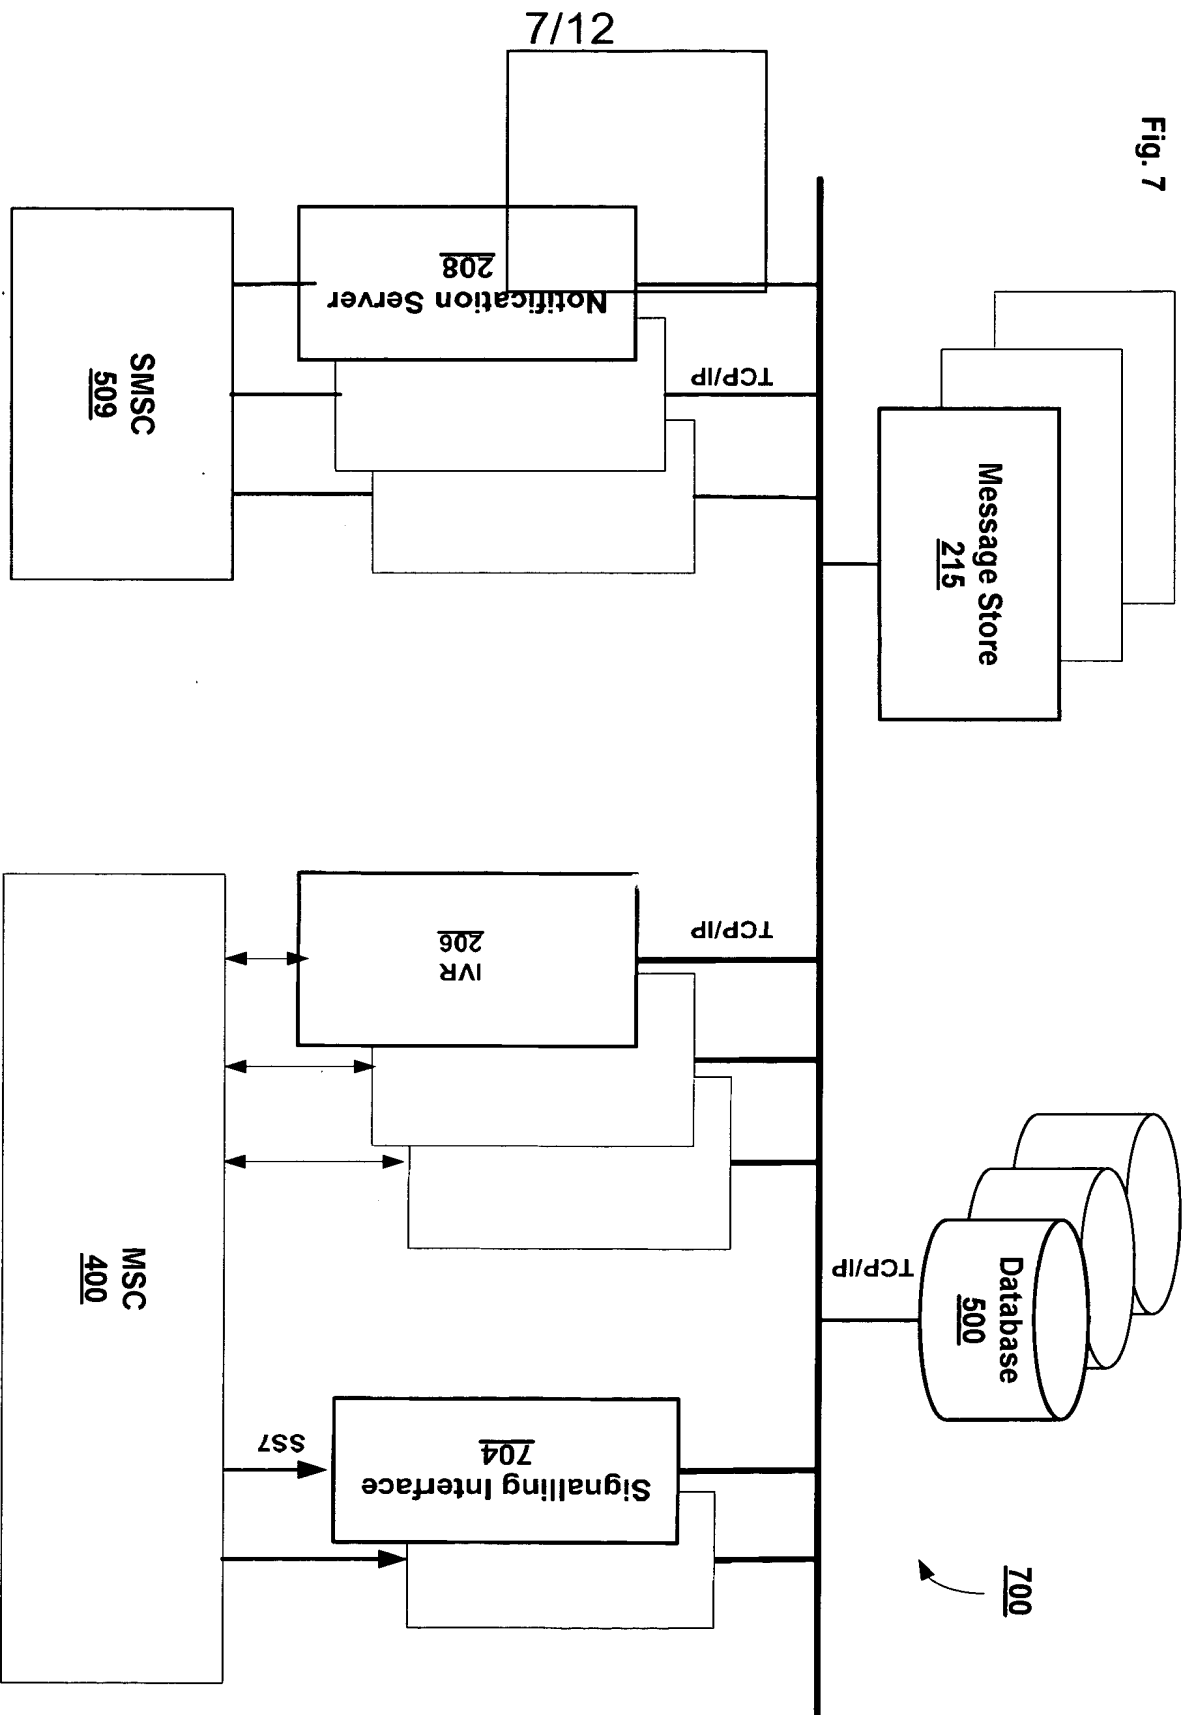 7/12
Fig. 7
Message Store
215
Database
500
700
TCP/IP
TCP/IP
TCP/IP
Notification Server
208
IVR
206
Signalling Interface
704
SS7
SMSC
509
MSC
400